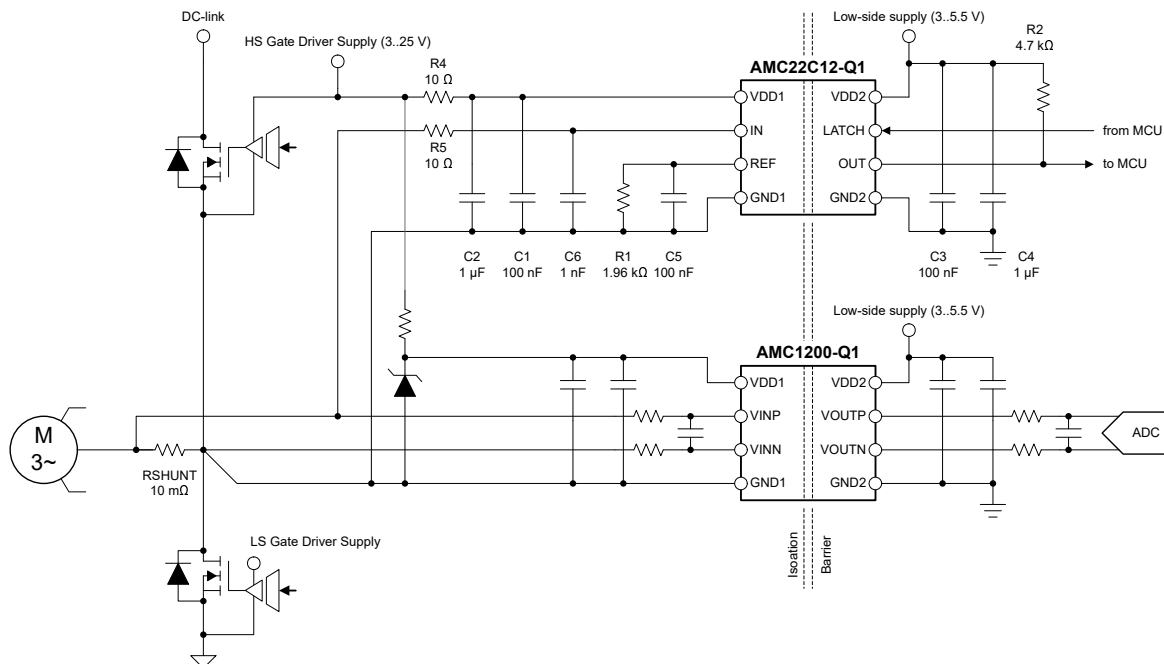 DC-link
HS Gate Driver Supply (3..25 V)
R4
10 Ω
R5
10 Ω
C2
1 µF
C1
100 nF
C6
1 nF
R1
1.96 kΩ
C5
100 nF
AMC22C12-Q1
VDD1
IN
REF
GND1
VDD2
LATCH
OUT
GND2
Low-side supply (3..5.5 V)
R2
4.7 kΩ
from MCU
to MCU
C3
100 nF
C4
1 µF
Low-side supply (3..5.5 V)
AMC1200-Q1
VDD1
VINP
VINN
GND1
VDD2
VOUTP
VOUTN
GND2
ADC
M
3~
RSHUNT
10 mΩ
LS Gate Driver Supply
Isoation
Barrier